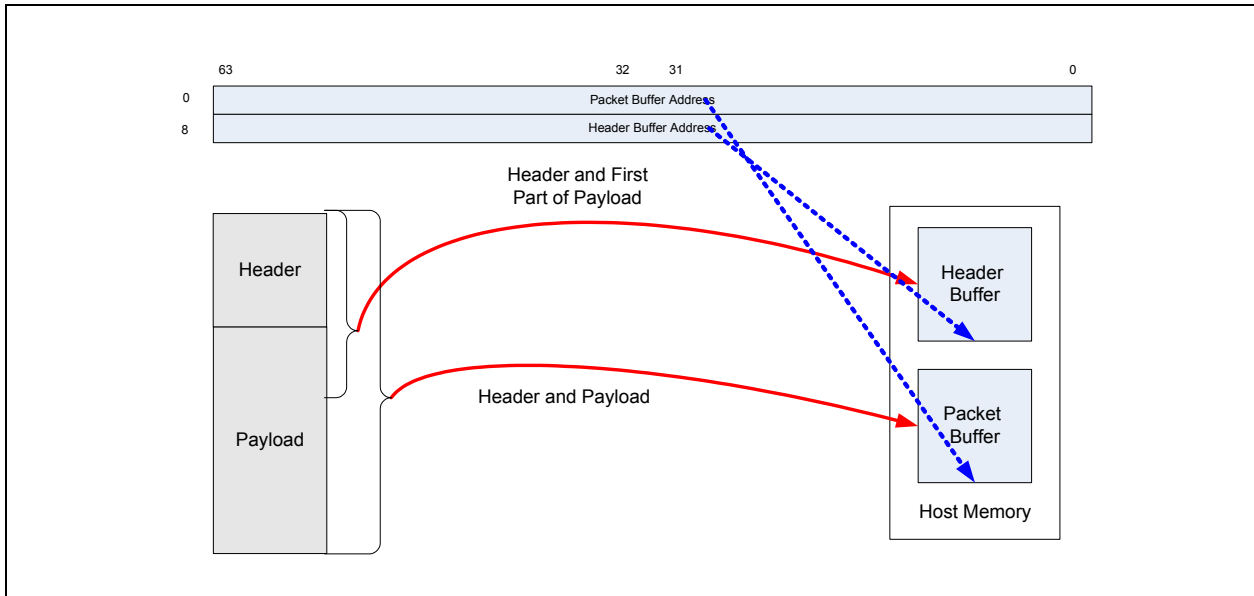 63
32
31
0
0
Packet Buffer Address
8
Header Buffer Address
Header and First
Part of Payload
Header
Header
Buffer
Header and Payload
Payload
Packet
Buffer
Host Memory